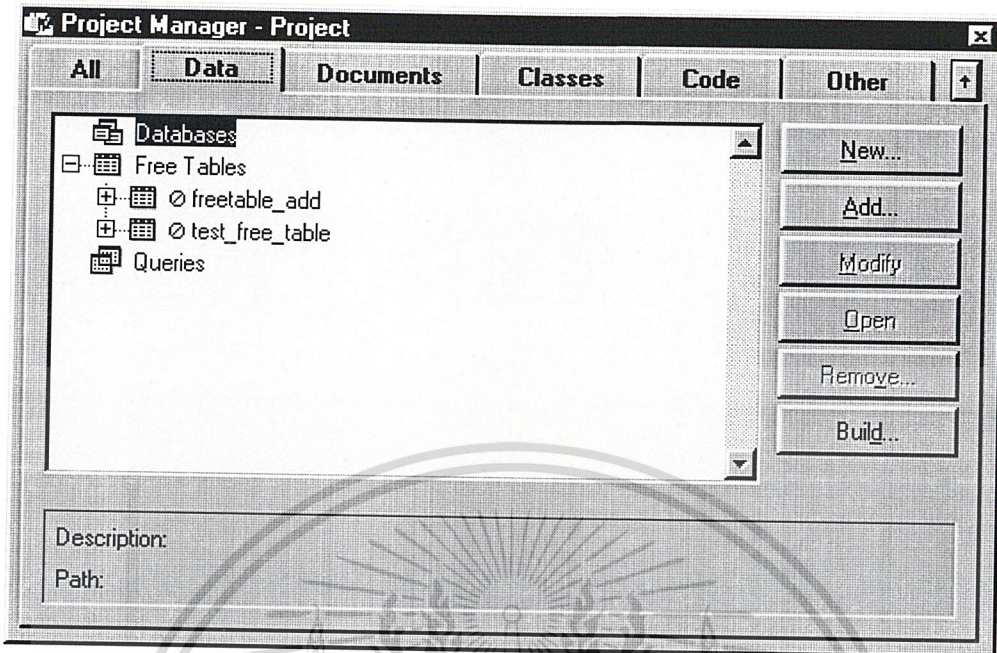 Project Manager - Project
All Data Documents Classes Code Other
Databases
Free Tables
freetable_add
test_free_table
Queries
New...
Add...
Modify
Open
Remove...
Build...
Description:
Path: